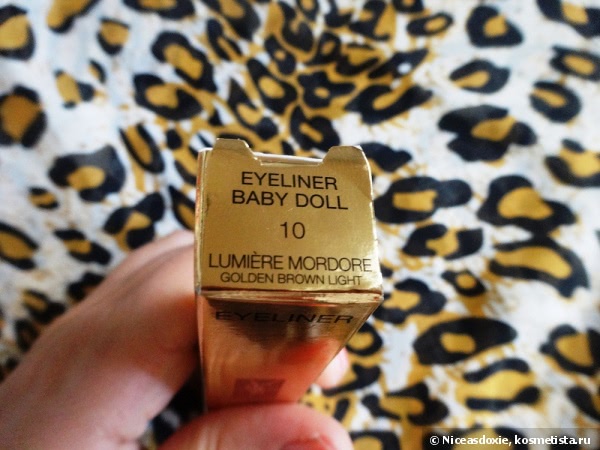 EYELINER
BABY DOLL
10
LUMIÈRE MORDORE
GOLDEN BROWN LIGHT
EYELINER
© Niceasdoxie, kosmetista.ru